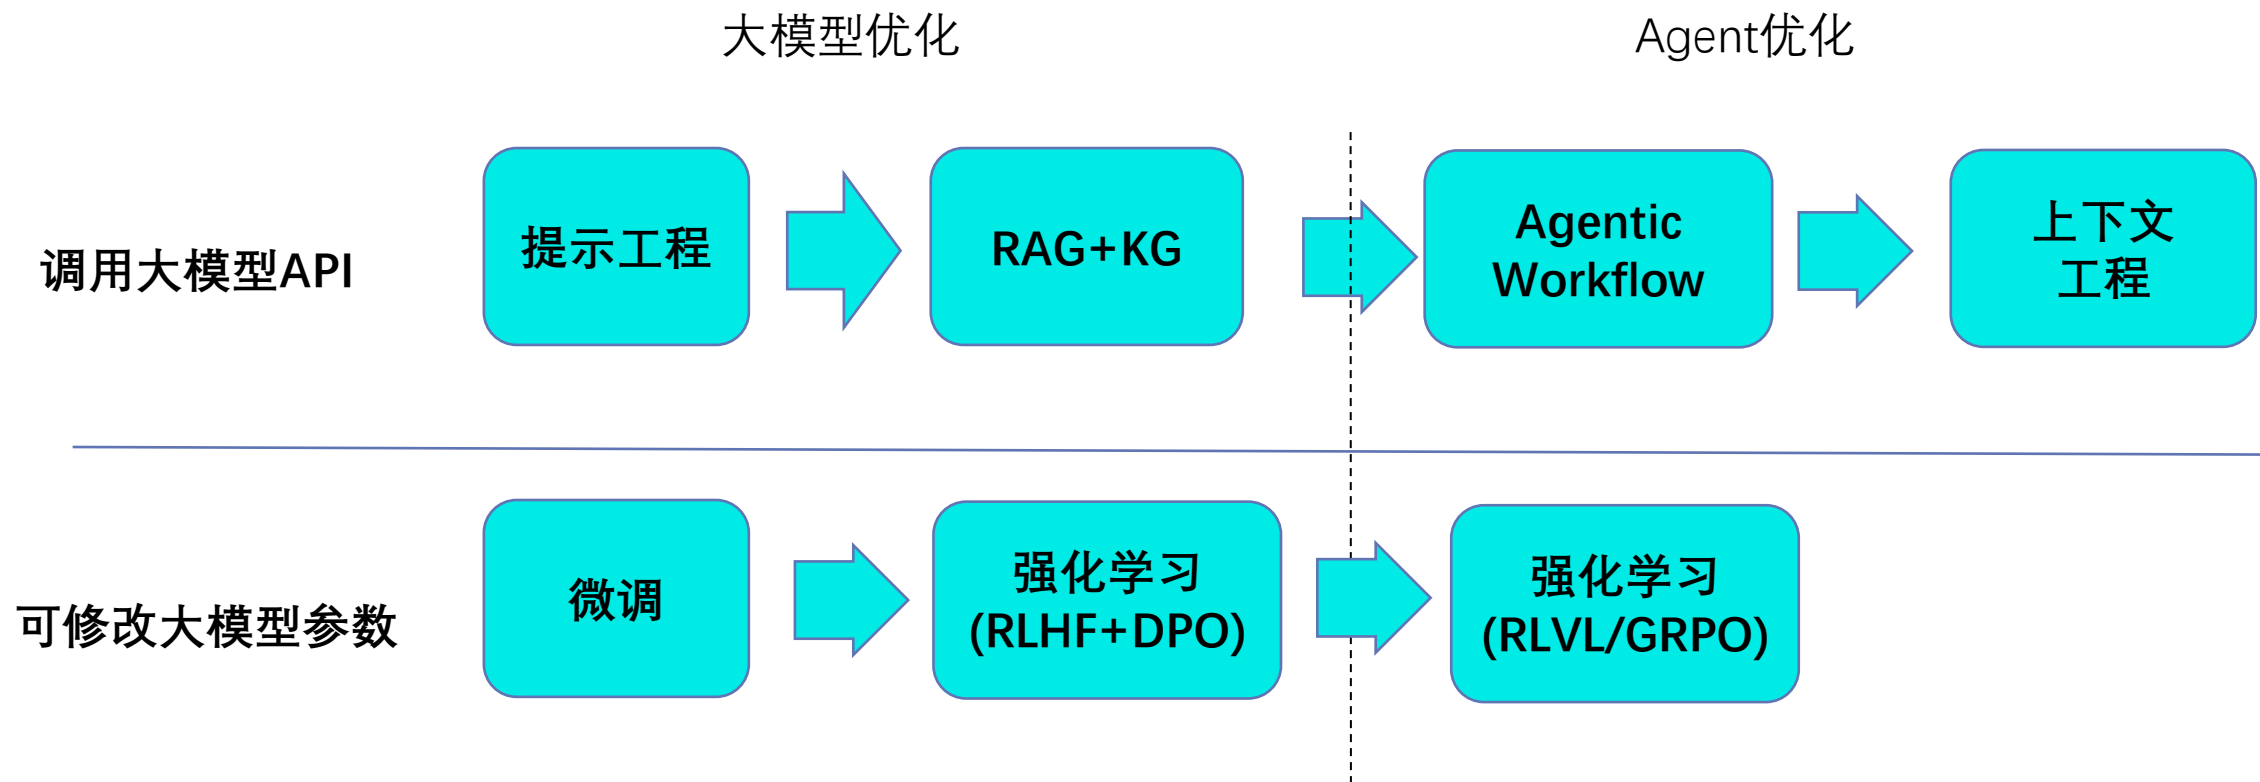 大模型优化
Agent优化
调用大模型API
提示工程
RAG+KG
Agentic
Workflow
上下文
工程
可修改大模型参数
微调
强化学习
(RLHF+DPO)
强化学习
(RLVL/GRPO)